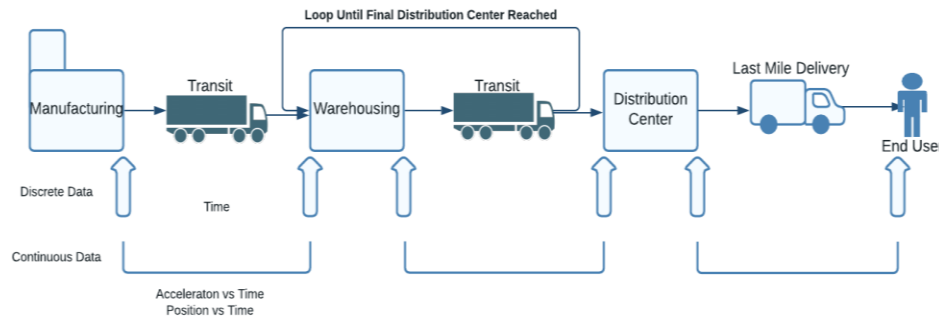 Loop Until Final Distribution Center Reached
Manufacturing
Transit
Warehousing
Transit
Distribution
Center
Last Mile Delivery
End User
Discrete Data
Time
Continuous Data
Acceleraton vs Time
Position vs Time